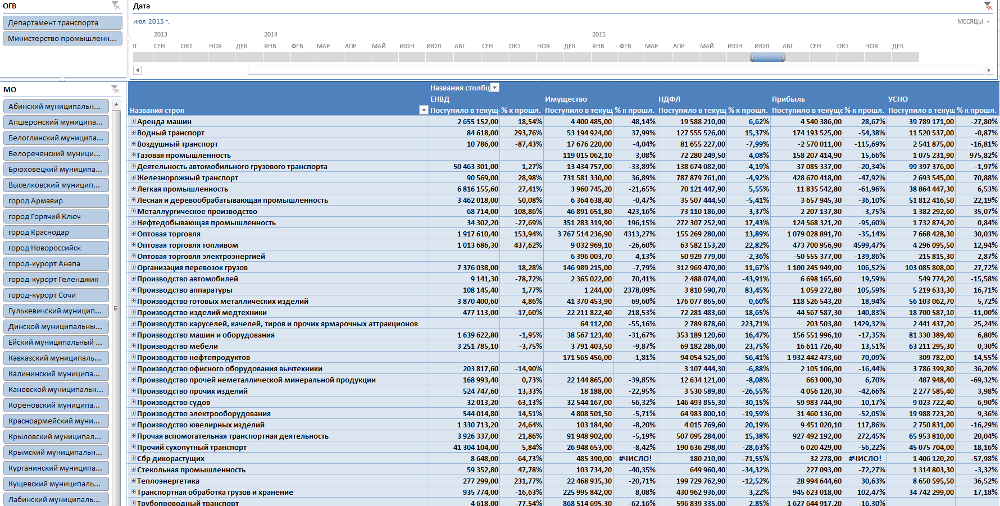 ОГВ
Департамент транспорта
Министерство промышленн...
Дата
июл 2015 г.
МЕСЯЦЫ
2013 2014 2015
СЕН ОКТ НОЯ ДЕК ЯНВ ФЕВ МАР АПР МАЙ ИЮН ИЮЛ АВГ СЕН ОКТ НОЯ ДЕК ЯНВ ФЕВ МАР АПР МАЙ ИЮН ИЮЛ АВГ СЕН ОКТ НОЯ ДЕК
МО
Абинский муниципальн...
Апшеронский муниципа...
Белоглинский муниципа...
Белореченский муници...
Брюховецкий муниципа...
Выселковский муницип...
город Армавир
город Горячий Ключ
город Краснодар
город Новороссийск
город-курорт Анапа
город-курорт Геленджик
город-курорт Сочи
Гулькевичский муницип...
Динской муниципальны...
Ейский муниципальный ...
Кавказский муниципаль...
Калининский муниципа...
Каневской муниципальн...
Кореновский муниципа...
Красноармейский муни...
Крыловский муниципал...
Крымский муниципальн...
Курганинский муниципа...
Кущевский муниципаль...
Лабинский муниципаль...
Названия столбц
ЕНВД Имущество НДФЛ Прибыль УСНО
Названия строк Поступило в текущ % к прошл. Поступило в текущ % к прошл. Поступило в текущ % к прошл. Поступило в текуще % к прошл. Поступило в текущ % к прошл.
Аренда машин 2 655 152,00 18,54% 4 400 485,00 48,14% 19 588 210,00 6,62% 4 540 386,00 28,67% 39 789 171,00 -27,80%
Водный транспорт 84 618,00 293,76% 53 194 924,00 37,99% 127 555 526,00 15,37% 174 193 525,00 -54,38% 11 520 537,00 -0,87%
Воздушный транспорт 10 786,00 -87,43% 17 676 220,00 -4,04% 81 655 227,00 -7,99% -2 570 011,00 -115,69% 2 541 875,00 -16,81%
Газовая промышленность 119 015 062,10 3,08% 72 280 249,50 4,08% 158 207 414,90 15,66% 1 075 231,90 975,82%
Деятельность автомобильного грузового транспорта 50 463 301,00 1,27% 13 434 757,00 -33,89% 138 674 082,00 -4,19% 37 085 337,00 -20,34% 99 397 376,00 -1,97%
Железнорожный транспорт 90 569,00 28,98% 731 581 330,00 36,89% 787 879 761,00 -4,92% 428 670 418,00 -47,92% 2 693 545,00 70,88%
Легкая промышленность 6 816 155,60 27,41% 3 960 745,20 -21,65% 70 121 447,90 5,55% 11 835 542,80 -61,96% 38 864 447,30 6,53%
Лесная и деревообрабатывающая промышленность 3 462 018,00 50,08% 6 364 638,40 -0,47% 35 507 444,50 -5,41% 3 657 945,30 -36,10% 51 812 416,50 22,19%
Металлургическое производство 68 714,00 108,86% 46 891 651,80 423,16% 73 110 186,00 3,37% 2 207 137,80 -3,75% 1 382 292,60 35,07%
Нефтедобывающая промышленность 34 302,20 -27,69% 351 283 319,90 196,15% 272 307 252,90 17,43% 124 568 321,20 -95,60% 1 732 874,20 0,84%
Оптовая торговля 1 917 610,40 153,94% 3 767 514 236,90 4313,27% 155 269 280,00 13,89% 1 079 028 891,70 -35,14% 7 668 428,30 30,03%
Оптовая торговля топливом 1 013 686,30 437,62% 9 032 969,10 -26,60% 63 582 153,20 22,82% 473 700 956,90 4599,47% 4 296 095,50 12,94%
Оптовая торговля электроэнергией 6 396 003,70 4,13% 50 929 779,00 -2,36% -50 555 377,00 -139,86% 215 815,30 2,87%
Организация перевозок грузов 7 376 038,00 18,28% 146 989 215,00 -7,79% 312 969 470,00 11,67% 1 100 245 949,00 106,52% 103 085 808,00 27,72%
Производство автомобилей 9 141,30 -78,72% 2 365 022,00 70,41% 2 488 074,00 -43,91% 6 698 165,60 19,59% 549 774,20 -15,58%
Производство аппаратуры 108 145,40 1,77% 1 244,00 2378,09% 3 810 590,70 83,45% 1 059 272,80 105,59% 5 219 633,30 16,71%
Производство готовых металлических изделий 3 870 400,60 4,86% 41 370 453,90 69,60% 176 077 865,60 0,60% 118 526 543,20 18,94% 56 103 062,70 5,72%
Производство изделий медтехники 477 113,00 -17,60% 22 211 822,40 218,53% 72 281 483,60 18,65% 44 567 587,30 140,83% 18 700 587,10 -11,00%
Производство каруселей, качелей, тиров и прочих ярмарочных аттракционов 64 112,00 -55,16% 2 789 878,60 223,71% 203 503,80 1429,32% 2 441 437,20 25,24%
Производство машин и оборудования 1 639 622,80 -1,95% 38 567 123,40 -31,67% 353 189 120,60 16,47% 156 551 996,10 -17,35% 81 330 389,40 6,80%
Производство мебели 3 251 785,10 -3,75% 3 791 403,50 -9,87% 69 182 286,00 23,75% 16 611 726,40 13,51% 63 211 295,30 0,30%
Производство нефтепродуктов 171 565 456,00 -1,81% 94 054 525,00 -56,41% 1 932 442 473,60 70,09% 309 782,00 14,55%
Производство офисного оборудования вычтехники 203 817,60 -14,90% 3 107 444,30 -6,88% 2 105 106,00 -16,44% 3 786 399,80 36,20%
Производство прочей неметаллической минеральной продукции 168 993,40 0,73% 22 144 865,00 -39,85% 12 634 121,00 -8,08% 663 000,30 6,70% 487 948,40 -69,32%
Производство прочих изделий 524 747,60 13,33% 18 188,00 -22,95% 3 530 589,80 -26,55% 4 056 120,30 -42,66% 2 277 585,40 3,98%
Производство судов 32 013,20 -63,13% 32 544 167,00 -56,32% 146 493 855,30 -30,15% 59 983 744,90 10,17% 9 023 722,40 6,90%
Производство электрооборудования 544 014,80 14,51% 4 808 501,50 -5,71% 64 983 800,10 -19,59% 31 460 136,00 -52,05% 19 988 723,20 9,36%
Производство ювелирных изделий 1 330 713,20 24,64% 103 184,90 -8,20% 4 015 769,60 20,19% 9 451 020,10 117,86% 2 750 831,00 -16,29%
Прочая вспомогательная транспортная деятельность 3 926 337,00 21,86% 91 948 902,00 -5,19% 507 095 284,00 15,38% 927 492 192,00 272,45% 65 953 810,00 20,04%
Прочий сухопутный транспорт 41 304 104,00 5,84% 26 948 653,00 -8,42% 190 636 298,00 -28,63% 6 020 429,00 -56,22% 45 075 704,00 18,16%
Сбр дикорастущих 8 648,00 -64,73% 485 390,00 #ЧИСЛО! 180 210,00 -71,55% 32 278,00 #ЧИСЛО! 1 406 120,20 -57,98%
Стекольная промышленность 59 352,80 47,78% 103 734,20 -40,35% 649 960,40 -34,32% 227 093,00 -72,27% 1 314 803,30 -3,32%
Теплоэнергетика 277 299,00 231,77% 22 468 935,30 -20,71% 199 729 762,90 -12,52% 28 994 644,60 30,63% 8 650 595,50 36,52%
Транспортная обработка грузов и хранение 935 774,00 -16,63% 225 995 842,00 8,08% 430 962 936,00 3,22% 945 623 018,00 102,47% 34 742 299,00 17,18%
Трубопроводный транспорт 4 618,00 -77,54% 868 514 695,30 -62,16% 596 839 335,00 2,85% 1 627 644 917,20 -16,30%